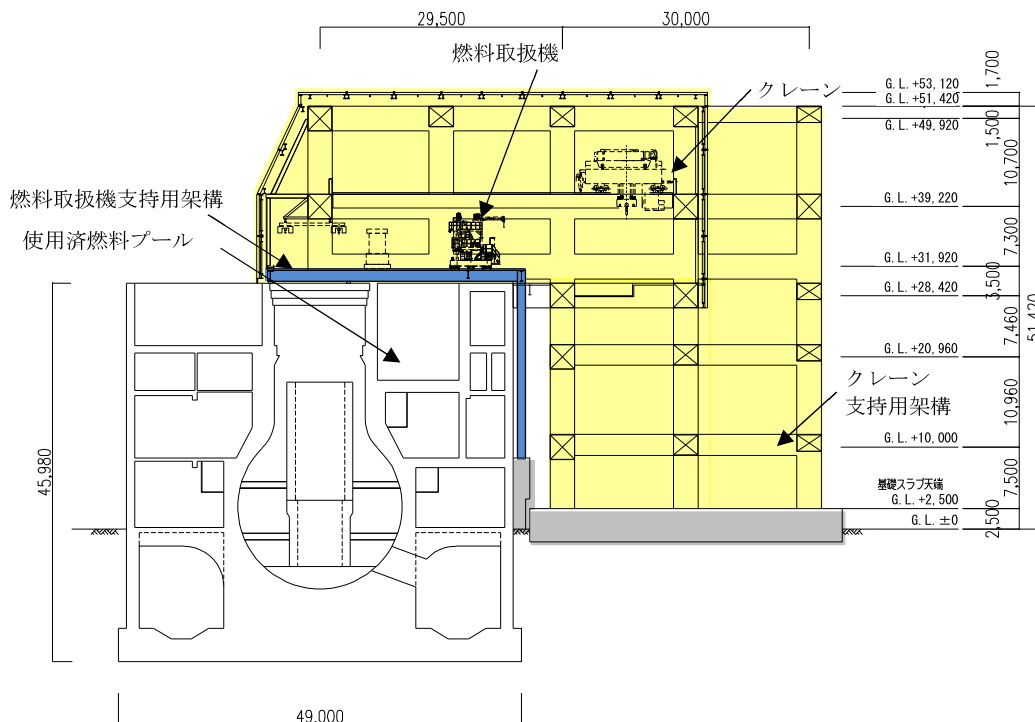 29,500
30,000
燃料取扱機
クレーン
燃料取扱機支持用架構
使用済燃料プール
G.L.+53,120
G.L.+51,420
G.L.+49,920
G.L.+39,220
G.L.+31,920
G.L.+28,420
G.L.+20,960
クレーン
支持用架構
G.L.+10,000
基礎スラブ天端
G.L.+2,500
G.L.±0
1,700
1,500
10,700
7,300
3,500
7,460
10,960
7,500
2,500
51,420
45,980
49,000